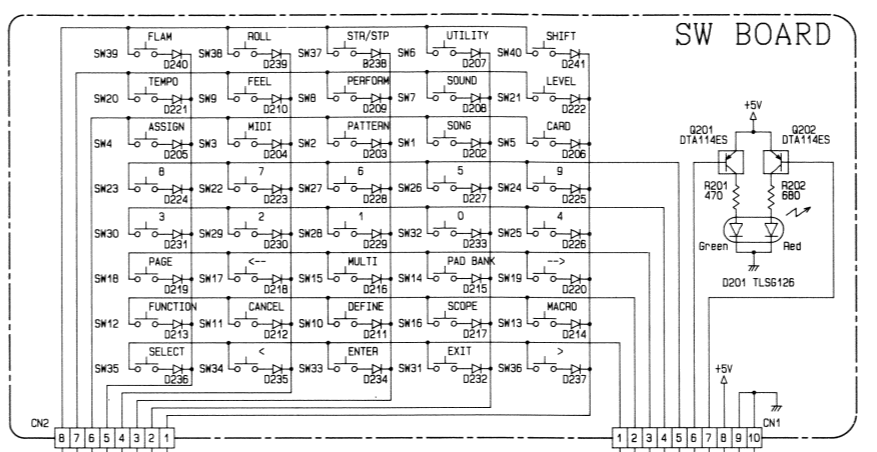 SW BOARD
FLAM ROLL STR/STP UTILITY SHIFT
SW39 SW38 SW37 SW6 SW40
D240 D239 B238 D207 D241
TEMPO FEEL PERFORM SOUND LEVEL
SW20 SW9 SW8 SW7 SW21
D221 D210 D209 D208 D222
ASSIGN MIDI PATTERN SONG CARD
SW4 SW3 SW2 SW1 SW5
D205 D204 D203 D202 D206
8 7 6 5 9
SW23 SW22 SW27 SW26 SW24
D224 D223 D228 D227 D225
3 2 1 0 4
SW30 SW29 SW28 SW32 SW25
D231 D230 D229 D233 D226
PAGE <-- MULTI PAD BANK -->
SW18 SW17 SW15 SW14 SW19
D219 D218 D216 D215 D220
FUNCTION CANCEL DEFINE SCOPE MACRO
SW12 SW11 SW10 SW16 SW13
D213 D212 D211 D217 D214
SELECT < ENTER EXIT >
SW35 SW34 SW33 SW31 SW36
D236 D235 D234 D232 D237
+5V
Q201 Q202
DTA114ES DTA114ES
R201 R202
470 680
Green Red
D201 TLSG126
+5V
CN2 CN1
8 7 6 5 4 3 2 1
1 2 3 4 5 6 7 8 9 10